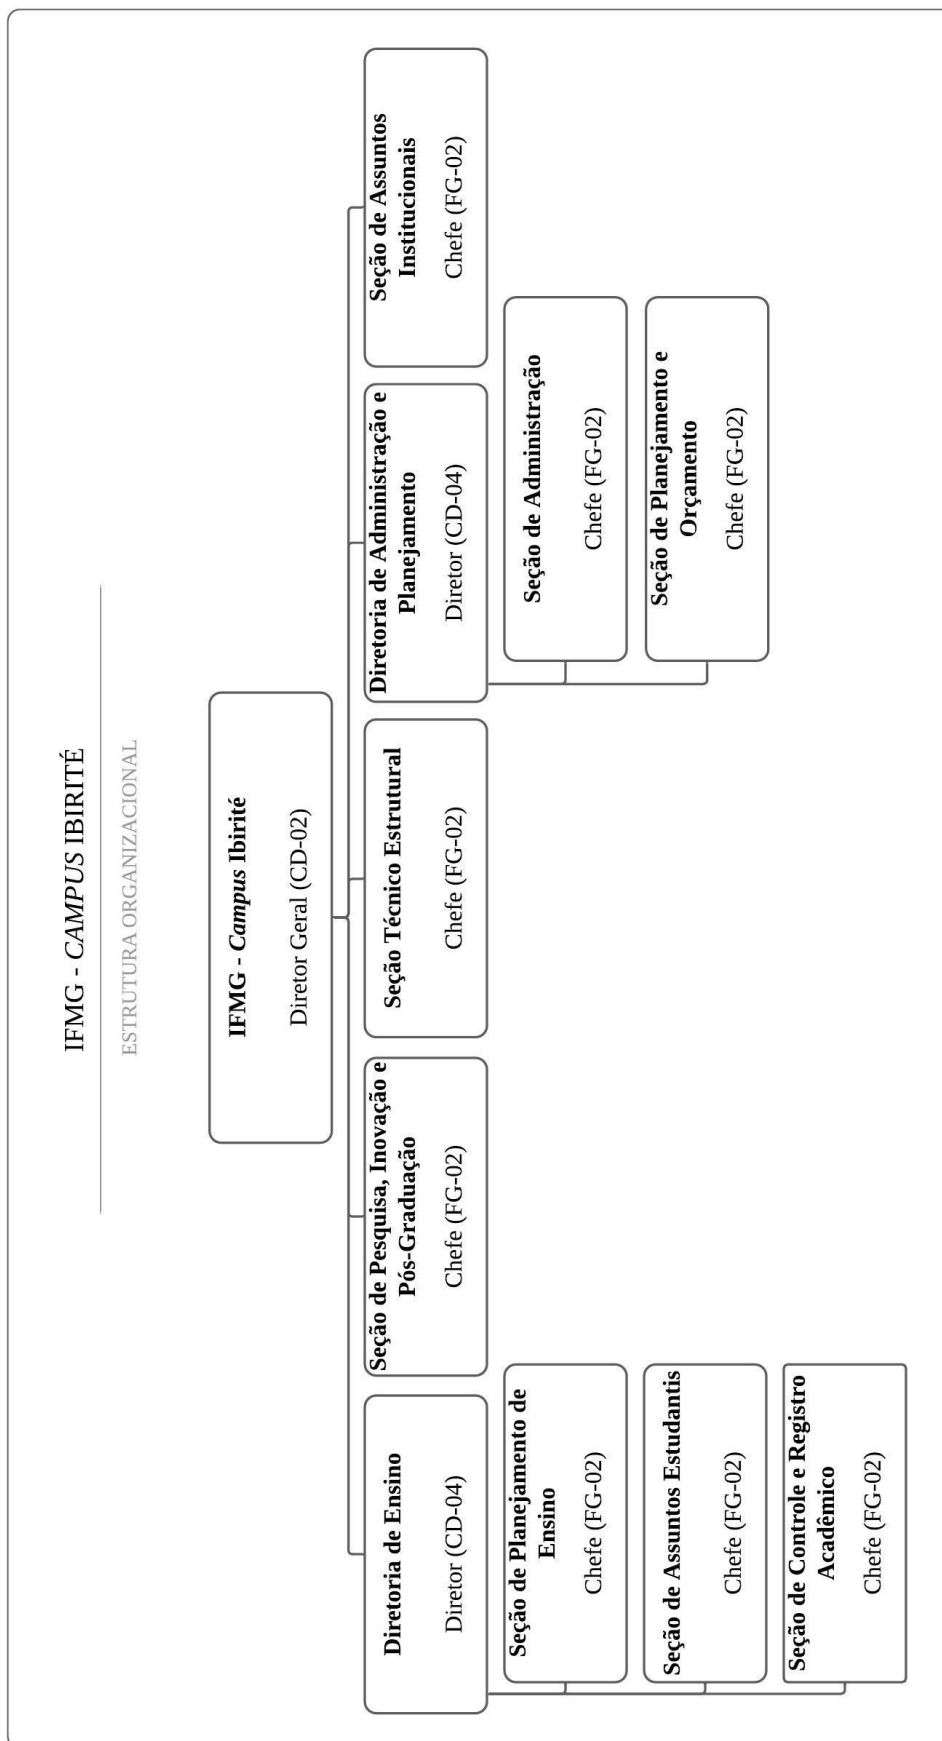 IFMG - CAMPUS IBIRITÉ
ESTRUTURA ORGANIZACIONAL
IFMG - Campus Ibirité
Diretor Geral (CD-02)
Diretoria de Ensino
Diretor (CD-04)
Seção de Planejamento de
Ensino
Chefe (FG-02)
Seção de Assuntos Estudantis
Chefe (FG-02)
Seção de Controle e Registro
Acadêmico
Chefe (FG-02)
Seção de Pesquisa, Inovação e
Pós-Graduação
Chefe (FG-02)
Seção Técnico Estrutural
Chefe (FG-02)
Diretoria de Administração e
Planejamento
Diretor (CD-04)
Seção de Administração
Chefe (FG-02)
Seção de Planejamento e
Orçamento
Chefe (FG-02)
Seção de Assuntos
Institucionais
Chefe (FG-02)